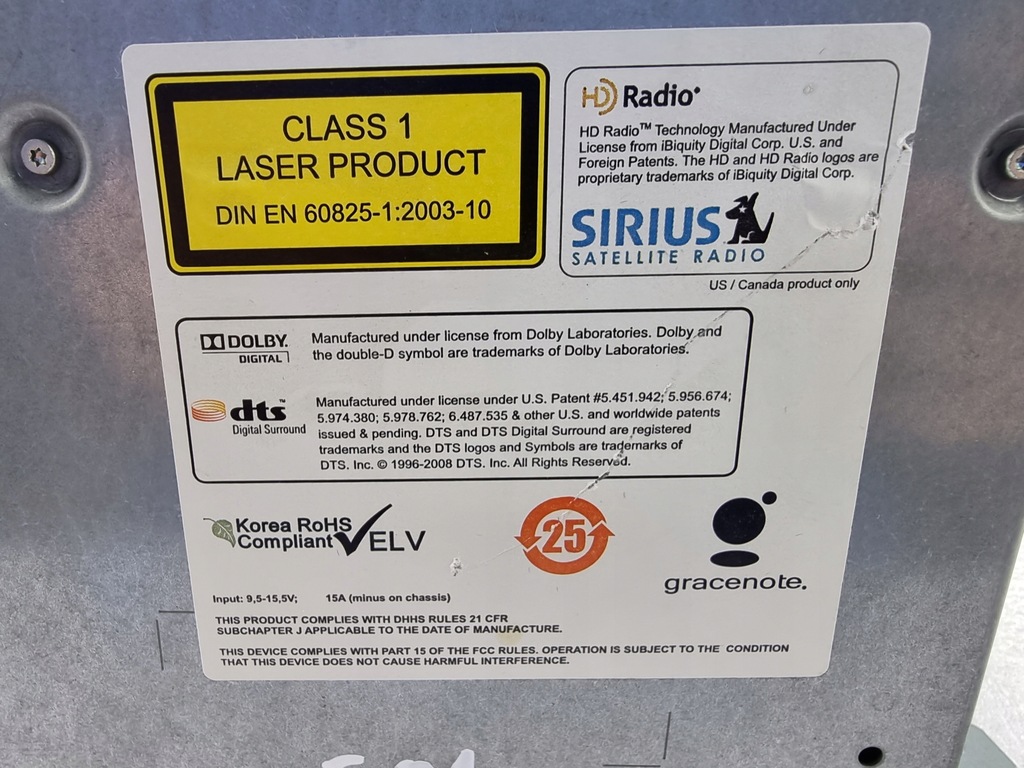 CLASS 1
LASER PRODUCT
DIN EN 60825-1:2003-10
HD Radio
HD Radio™ Technology Manufactured Under
License from iBiquity Digital Corp. U.S. and
Foreign Patents. The HD and HD Radio logos are
proprietary trademarks of iBiquity Digital Corp.
SIRIUS
SATELLITE RADIO
US / Canada product only
DOLBY.
DIGITAL
Manufactured under license from Dolby Laboratories. Dolby and
the double-D symbol are trademarks of Dolby Laboratories.
dts™
Digital Surround
Manufactured under license under U.S. Patent #5.451.942; 5.956.674;
5.974.380; 5.978.762; 6.487.535 & other U.S. and worldwide patents
issued & pending. DTS and DTS Digital Surround are registered
trademarks and the DTS logos and Symbols are trademarks of
DTS. Inc. © 1996-2008 DTS. Inc. All Rights Reserved.
Korea RoHS
Compliant
ELV
25
gracenote.
Input: 9,5-15,5V; 15A (minus on chassis)
THIS PRODUCT COMPLIES WITH DHHS RULES 21 CFR
SUBCHAPTER J APPLICABLE TO THE DATE OF MANUFACTURE.
THIS DEVICE COMPLIES WITH PART 15 OF THE FCC RULES. OPERATION IS SUBJECT TO THE CONDITION
THAT THIS DEVICE DOES NOT CAUSE HARMFUL INTERFERENCE.